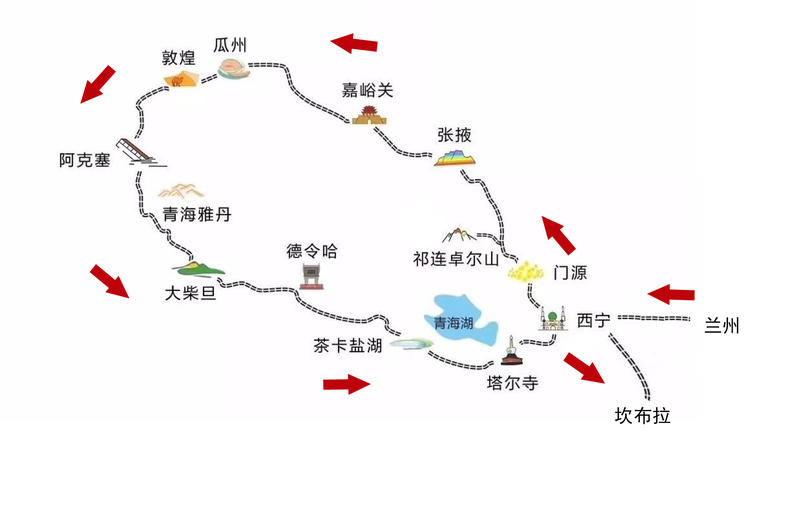 瓜州
敦煌
嘉峪关
张掖
阿克塞
青海雅丹
德令哈
祁连卓尔山
门源
大柴旦
青海湖
西宁
兰州
茶卡盐湖
塔尔寺
坎布拉